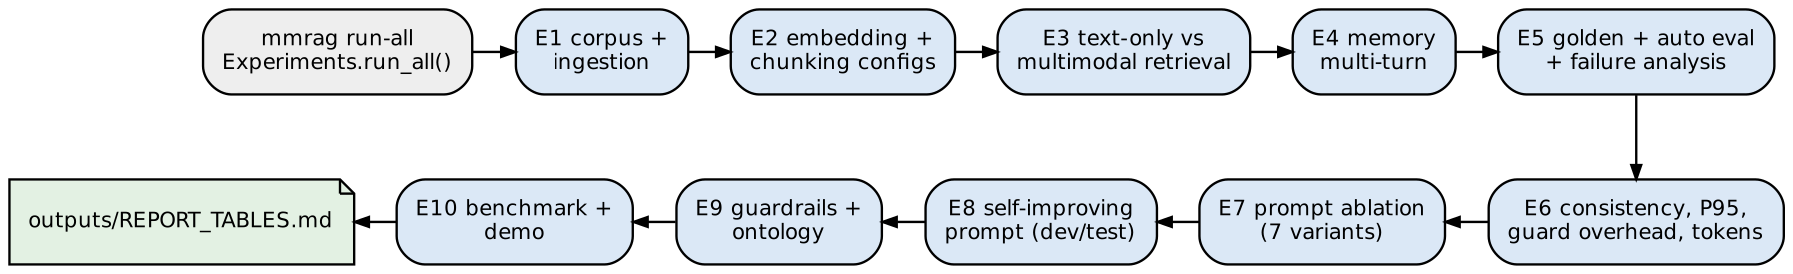 mmrag run-all
Experiments.run_all()
E1 corpus +
ingestion
E2 embedding +
chunking configs
E3 text-only vs
multimodal retrieval
E4 memory
multi-turn
E5 golden + auto eval
+ failure analysis
E6 consistency, P95,
guard overhead, tokens
E7 prompt ablation
(7 variants)
E8 self-improving
prompt (dev/test)
E9 guardrails +
ontology
E10 benchmark +
demo
outputs/REPORT_TABLES.md